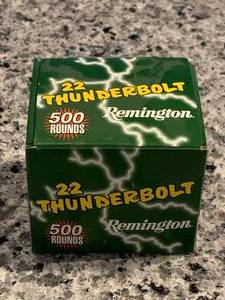 22
THUNDERBOLT
500
ROUNDS
Remington.
22
THUNDERBOLT
500
ROUNDS
Remington.